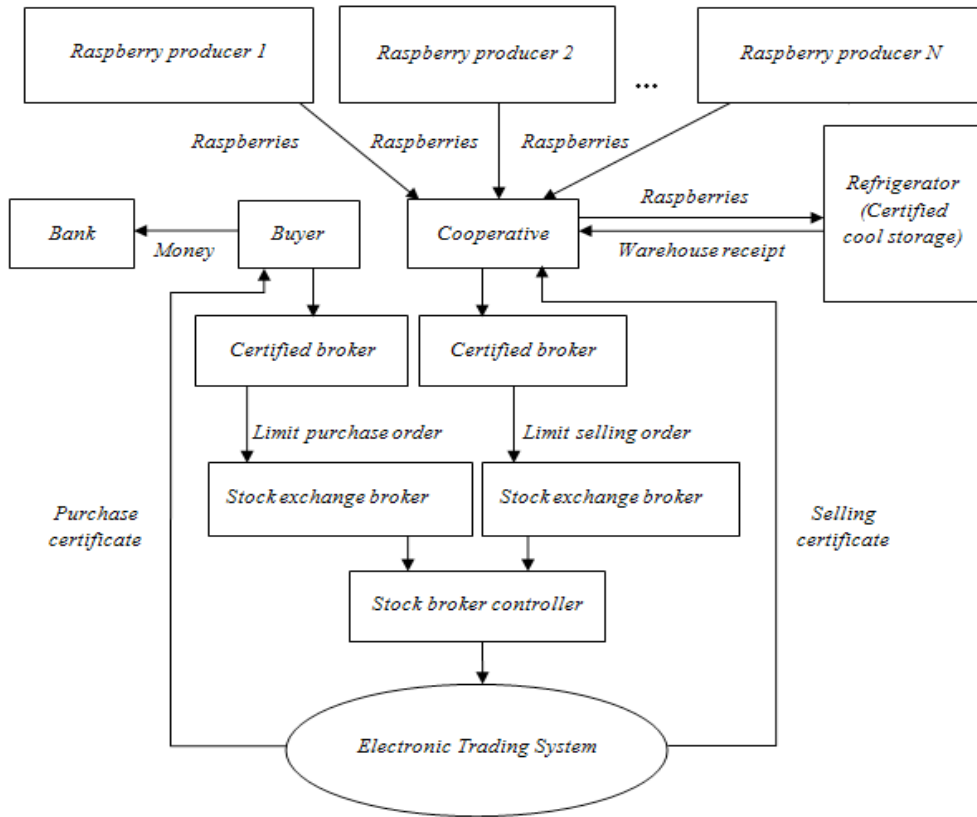 Raspberry producer 1
Raspberry producer 2
...
Raspberry producer N
Raspberries
Raspberries
Raspberries
Refrigerator
(Certified
cool storage)
Raspberries
Bank
Money
Buyer
Cooperative
Warehouse receipt
Certified broker
Certified broker
Limit purchase order
Limit selling order
Stock exchange broker
Stock exchange broker
Purchase
certificate
Selling
certificate
Stock broker controller
Electronic Trading System